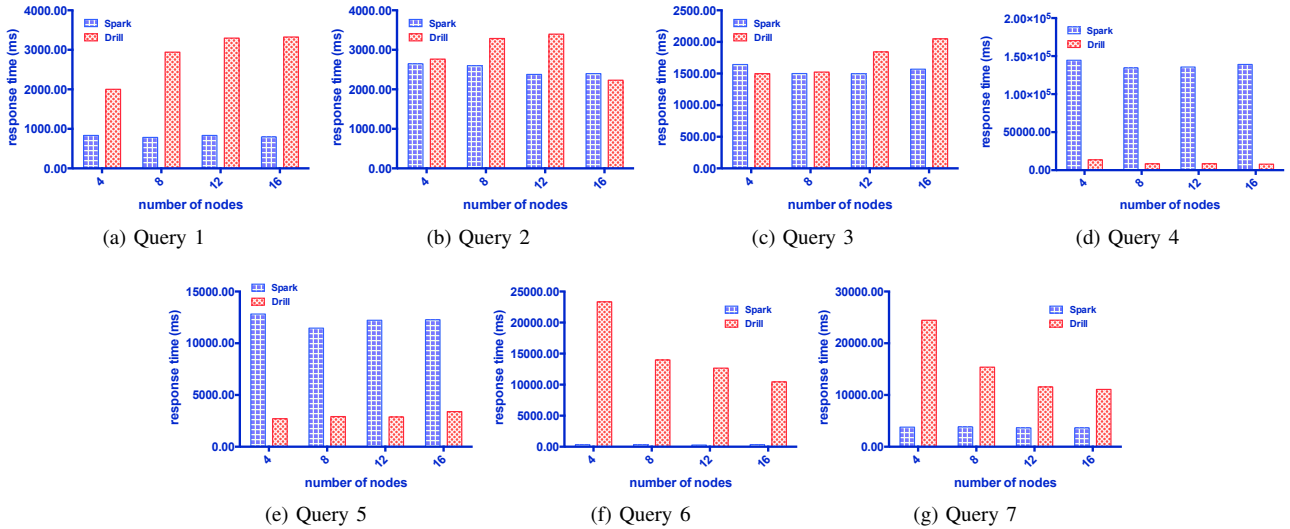 4000.00
3000.00
2000.00
1000.00
0.00
response time (ms)
Spark
Drill
4
8
12
16
number of nodes
(a) Query 1
4000.00
3000.00
2000.00
1000.00
0.00
response time (ms)
Spark
Drill
4
8
12
16
number of nodes
(b) Query 2
2500.00
2000.00
1500.00
1000.00
500.00
0.00
response time (ms)
Spark
Drill
4
8
12
16
number of nodes
(c) Query 3
2.00×10⁵
1.50×10⁵
1.00×10⁵
50000.00
0.00
response time (ms)
Spark
Drill
4
8
12
16
number of nodes
(d) Query 4
15000.00
10000.00
5000.00
0.00
response time (ms)
Spark
Drill
4
8
12
16
number of nodes
(e) Query 5
25000.00
20000.00
15000.00
10000.00
5000.00
0.00
response time (ms)
Spark
Drill
4
8
12
16
number of nodes
(f) Query 6
30000.00
20000.00
10000.00
0.00
response time (ms)
Spark
Drill
4
8
12
16
number of nodes
(g) Query 7